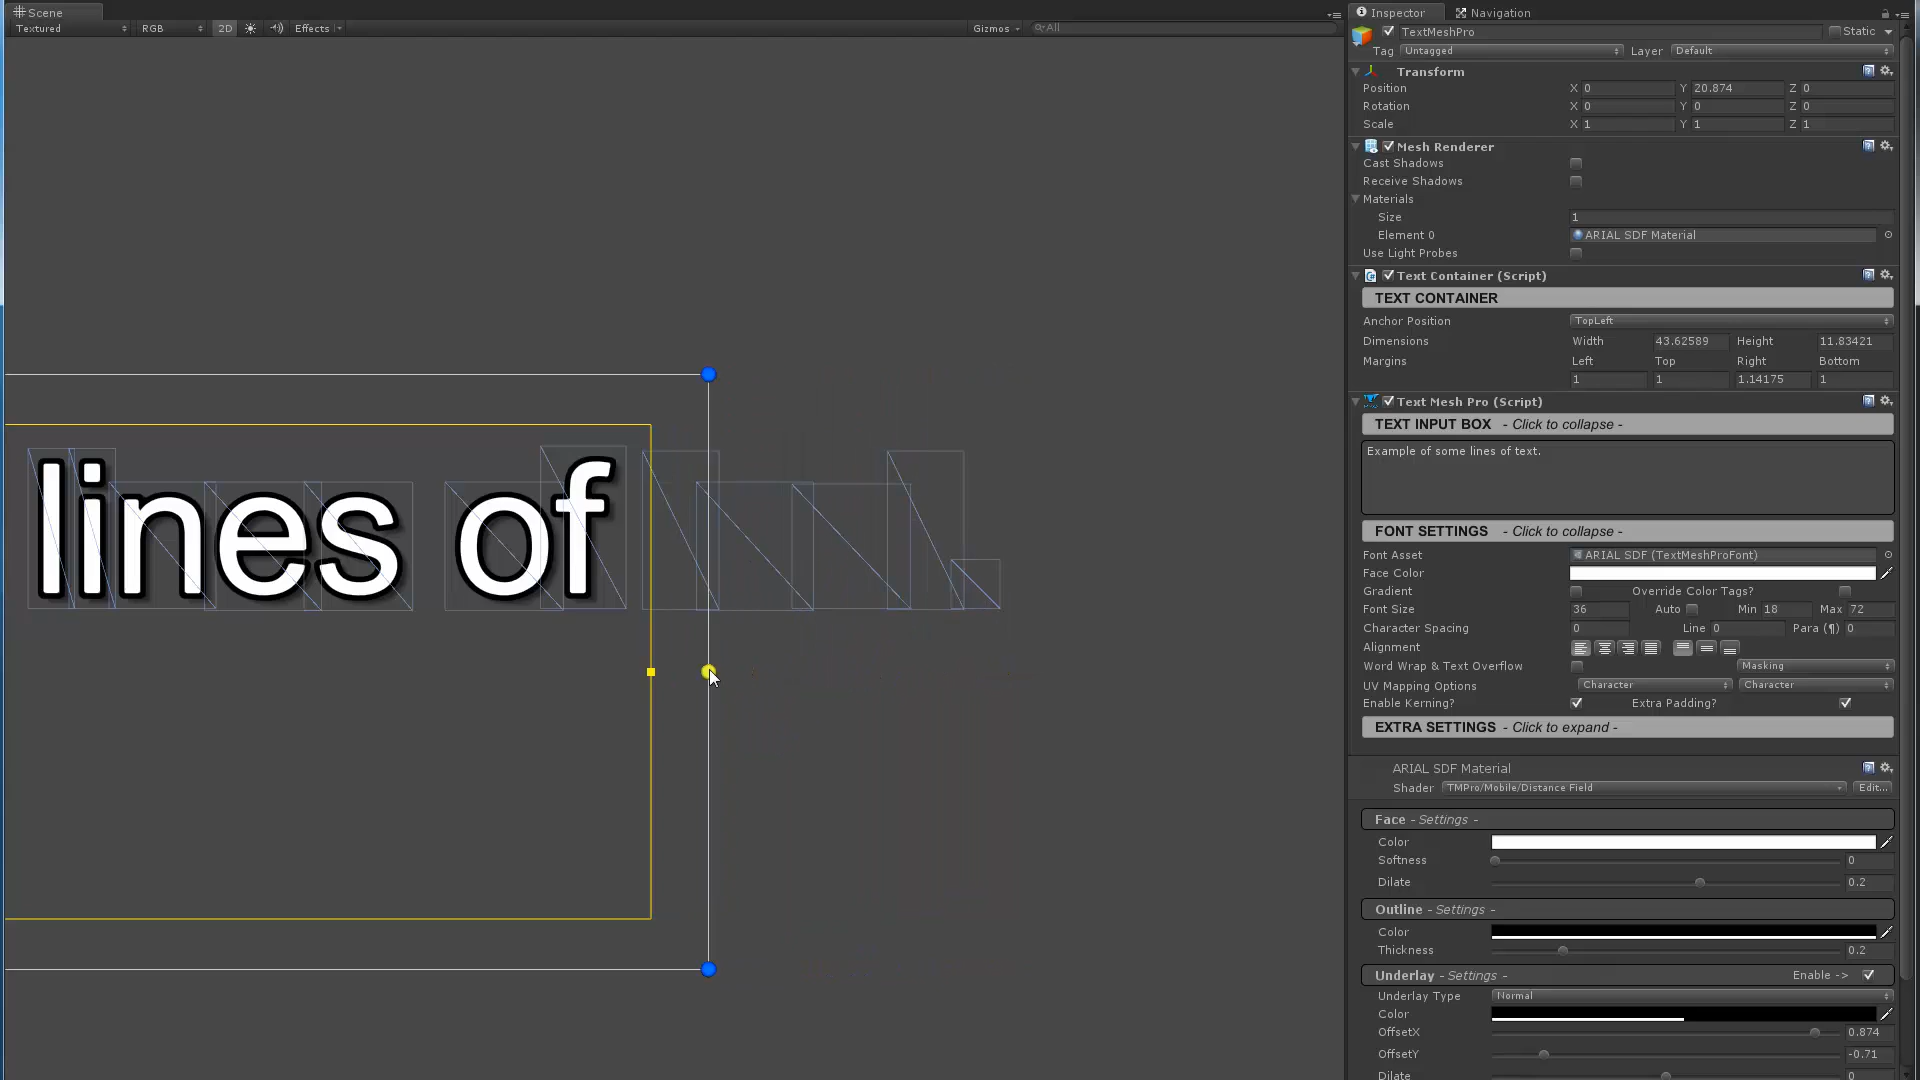 Scene
Textured RGB 2D Effects Gizmos All
lines of
Inspector Navigation
TextMeshPro Static
Tag Untagged Layer Default
Transform
Position X 0 Y 20.874 Z 0
Rotation X 0 Y 0 Z 0
Scale X 1 Y 1 Z 1
Mesh Renderer
Cast Shadows
Receive Shadows
Materials
Size 1
Element 0 ARIAL SDF Material
Use Light Probes
Text Container (Script)
TEXT CONTAINER
Anchor Position TopLeft
Dimensions Width 43.62589 Height 11.83421
Margins Left Top Right Bottom
1 1 1.14175 1
Text Mesh Pro (Script)
TEXT INPUT BOX - Click to collapse -
Example of some lines of text.
FONT SETTINGS - Click to collapse -
Font Asset ARIAL SDF (TextMeshProFont)
Face Color
Gradient Override Color Tags?
Font Size 36 Auto Min 18 Max 72
Character Spacing 0 Line 0 Para (¶) 0
Alignment
Word Wrap & Text Overflow Masking
UV Mapping Options Character Character
Enable Kerning? Extra Padding?
EXTRA SETTINGS - Click to expand -
ARIAL SDF Material
Shader TMPro/Mobile/Distance Field Edit...
Face - Settings -
Color
Softness 0
Dilate 0.2
Outline - Settings -
Color
Thickness 0.2
Underlay - Settings - Enable ->
Underlay Type Normal
Color
OffsetX 0.874
OffsetY -0.71
Dilate 0